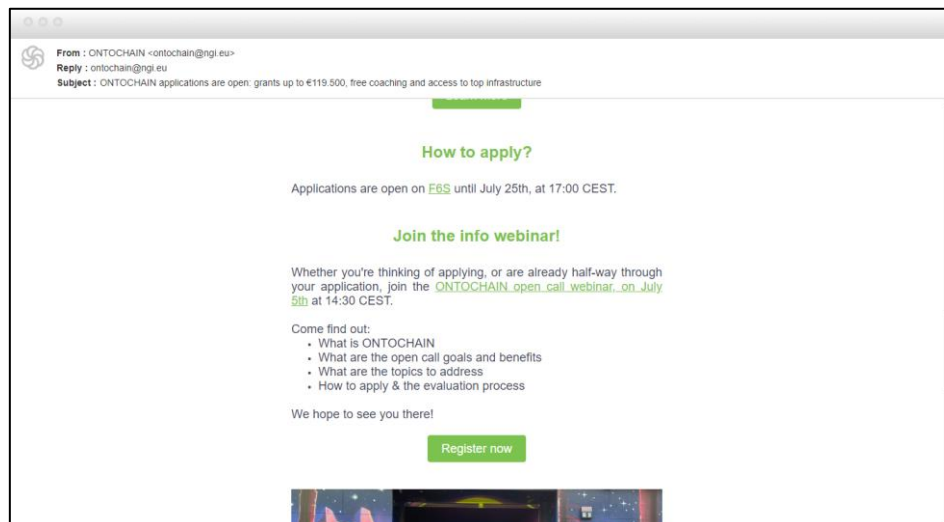 From : ONTOCHAIN <ontochain@ngi.eu>
Reply : ontochain@ngi.eu
Subject : ONTOCHAIN applications are open: grants up to €119.500, free coaching and access to top infrastructure
How to apply?
Applications are open on F6S until July 25th, at 17:00 CEST.
Join the info webinar!
Whether you're thinking of applying, or are already half-way through
your application, join the ONTOCHAIN open call webinar, on July
5th at 14:30 CEST.
Come find out:
• What is ONTOCHAIN
• What are the open call goals and benefits
• What are the topics to address
• How to apply & the evaluation process
We hope to see you there!
Register now